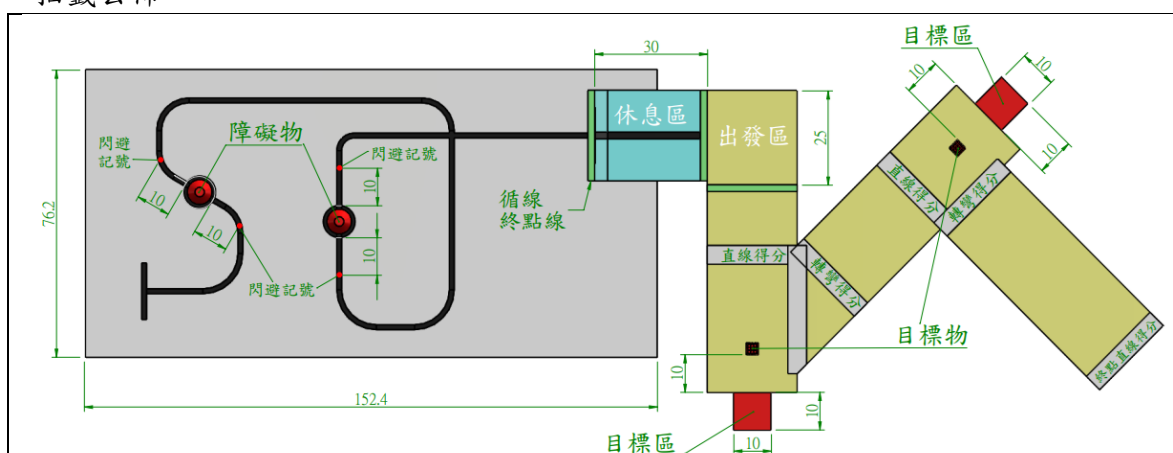 目標區
10
10
10
30
休息區
出發區
25
障礙物
閃避
記號
閃避記號
10
10
10
10
循線
終點線
直線得分
轉彎得分
76.2
直線得分
轉彎得分
閃避記號
目標物
終點直線得分
10
152.4
10
目標區
10